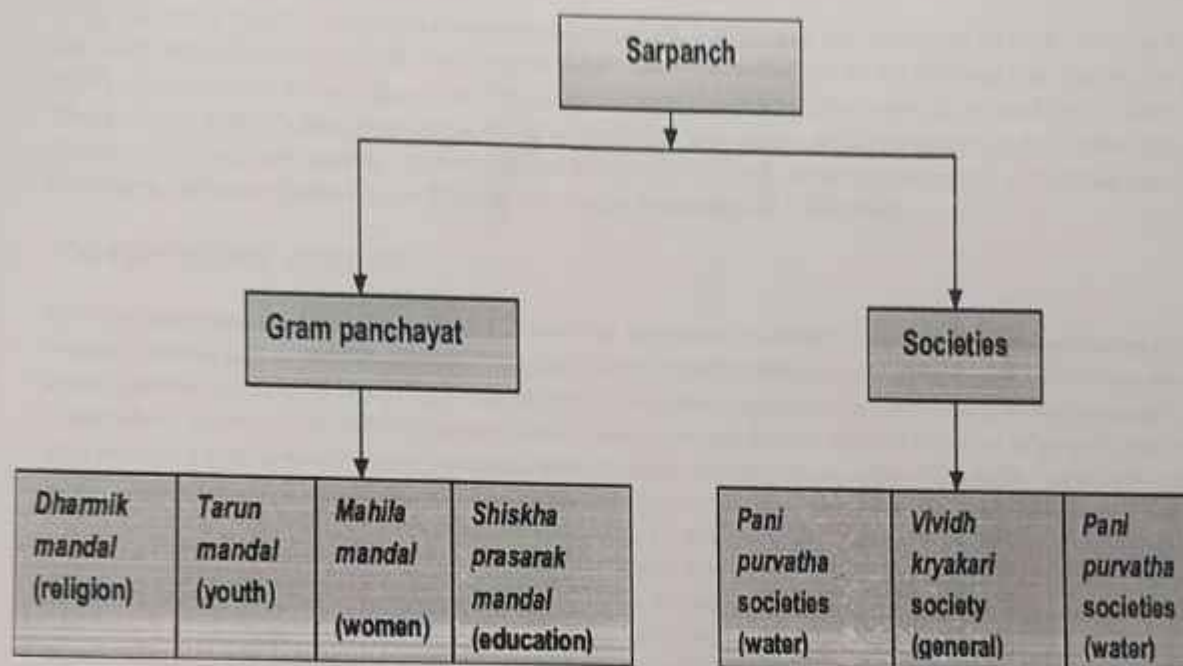 Sarpanch
Gram panchayat
Societies
Dharmik
mandal
(religion)
Tarun
mandal
(youth)
Mahila
mandal
(women)
Shiskha
prasarak
mandal
(education)
Pani
purvatha
societies
(water)
Vividh
kryakari
society
(general)
Pani
purvatha
societies
(water)